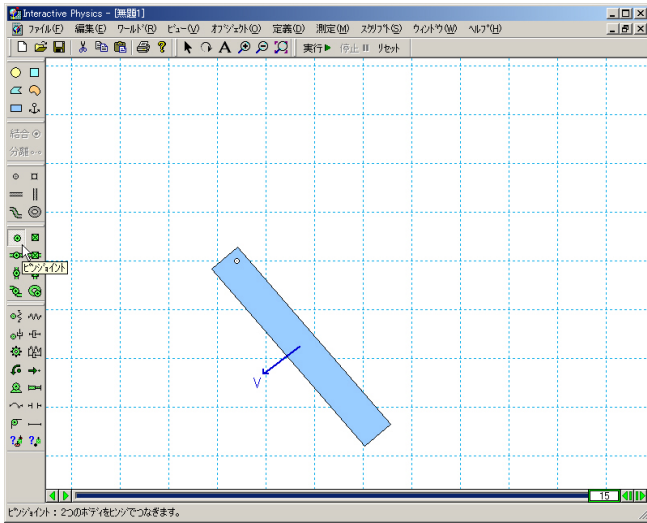 Interactive Physics - [無題1]
ファイル(F) 編集(E) ワールド(R) ビュー(V) オブジェクト(O) 定義(D) 測定(M) スクリプト(S) ウィンドウ(W) ヘルプ(H)
実行 停止 リセット
結合
分離
ピンジョイント
V
15
ピンジョイント：2つのボディをヒンジでつなぎます。